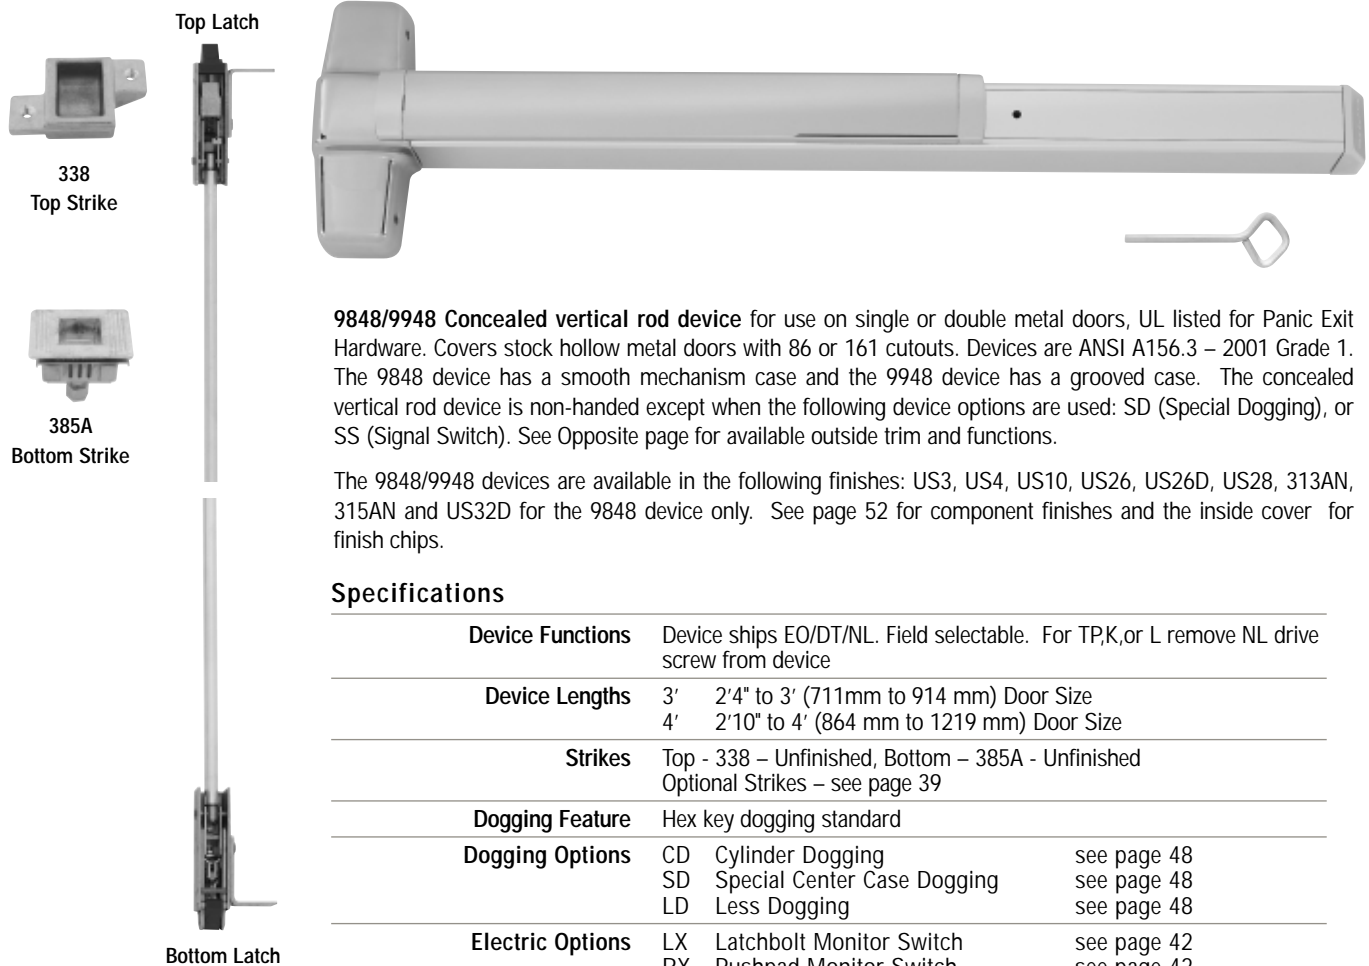 Top Latch
338
Top Strike
385A
Bottom Strike
Bottom Latch
9848/9948 Concealed vertical rod device for use on single or double metal doors, UL listed for Panic Exit
Hardware. Covers stock hollow metal doors with 86 or 161 cutouts. Devices are ANSI A156.3 – 2001 Grade 1.
The 9848 device has a smooth mechanism case and the 9948 device has a grooved case. The concealed
vertical rod device is non-handed except when the following device options are used: SD (Special Dogging), or
SS (Signal Switch). See Opposite page for available outside trim and functions.
The 9848/9948 devices are available in the following finishes: US3, US4, US10, US26, US26D, US28, 313AN,
315AN and US32D for the 9848 device only. See page 52 for component finishes and the inside cover for
finish chips.
Specifications
Device Functions Device ships EO/DT/NL. Field selectable. For TP,K,or L remove NL drive
screw from device
Device Lengths 3′ 2′4" to 3′ (711mm to 914 mm) Door Size
4′ 2′10" to 4′ (864 mm to 1219 mm) Door Size
Strikes Top - 338 – Unfinished, Bottom – 385A - Unfinished
Optional Strikes – see page 39
Dogging Feature Hex key dogging standard
Dogging Options CD Cylinder Dogging see page 48
SD Special Center Case Dogging see page 48
LD Less Dogging see page 48
Electric Options LX Latchbolt Monitor Switch see page 42
RX Pushpad Monitor Switch see page 42